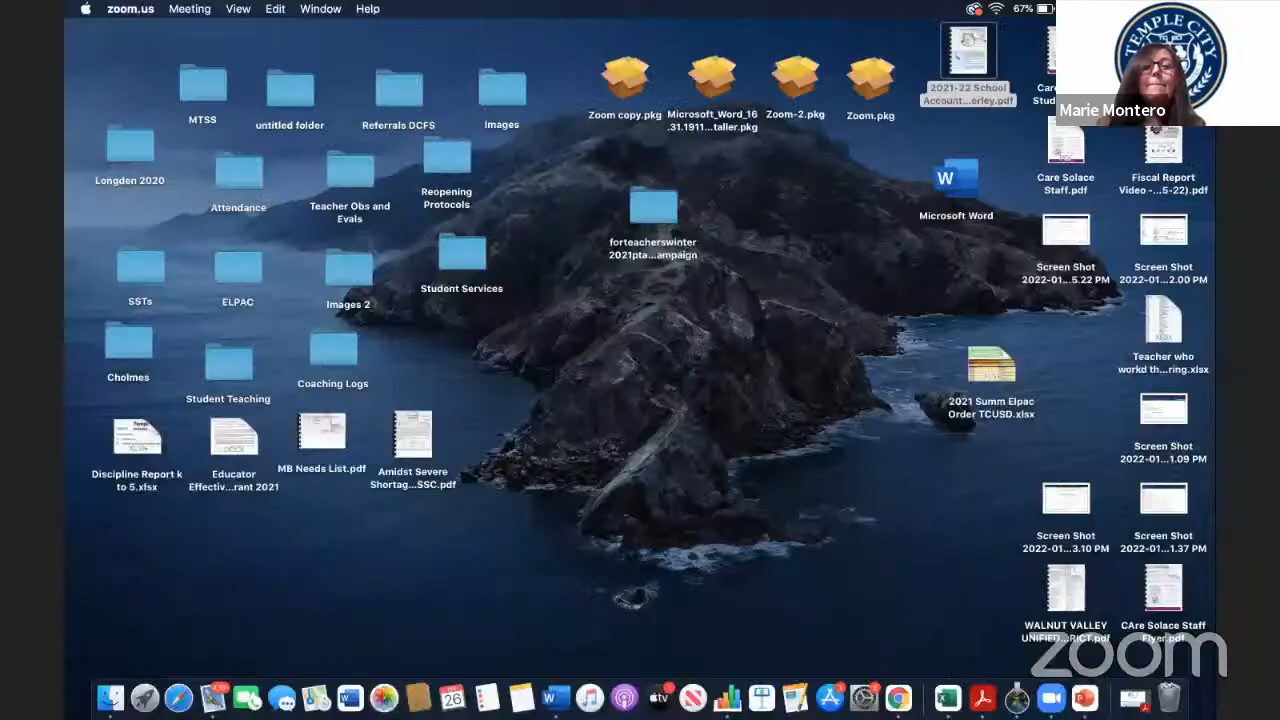 zoom.us Meeting View Edit Window Help
67%
TEMPLE CITY
Marie Montero
MTSS
untitled folder
Referrals DCFS
Images
Zoom copy.pkg
Microsoft_Word_16
.31.1911...taller.pkg
Zoom-2.pkg
Zoom.pkg
2021-22 School
Account...erley.pdf
Longden 2020
Attendance
Teacher Obs and
Evals
Reopening
Protocols
forteacherswinter
2021pta...ampaign
Microsoft Word
Care Solace
Staff.pdf
Fiscal Report
Video -...5-22).pdf
SSTs
ELPAC
Images 2
Student Services
Screen Shot
2022-01...5.22 PM
Screen Shot
2022-01...2.00 PM
Cholmes
Student Teaching
Coaching Logs
2021 Summ Elpac
Order TCUSD.xlsx
Teacher who
workd th...ring.xlsx
Discipline Report k
to 5.xlsx
Educator
Effectiv...rant 2021
MB Needs List.pdf
Amidst Severe
Shortag...SSC.pdf
Screen Shot
2022-01...1.09 PM
Screen Shot
2022-01...3.10 PM
Screen Shot
2022-01...1.37 PM
WALNUT VALLEY
UNIFIED...RICT.pdf
CAre Solace Staff
Flyer.pdf
zoom
26
tv